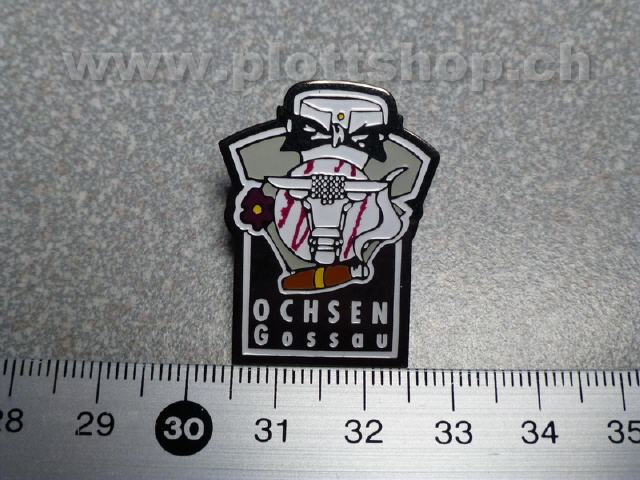 www.plottshop.ch
OCHSEN
Gossau
28 29 30 31 32 33 34 35